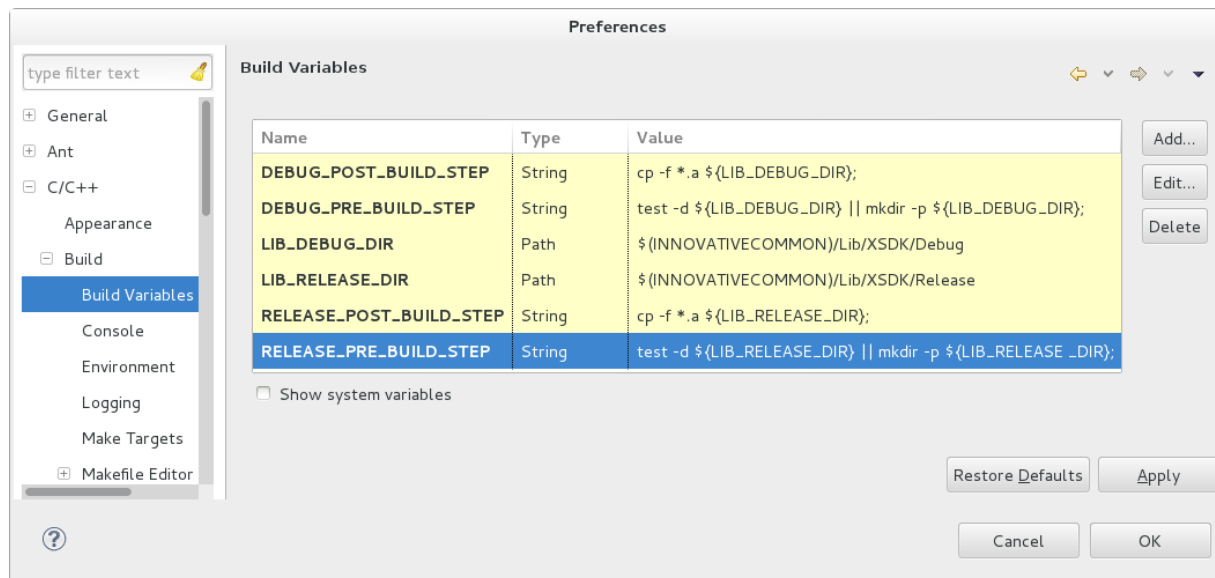 Preferences
type filter text
General
Ant
C/C++
Appearance
Build
Build Variables
Console
Environment
Logging
Make Targets
Makefile Editor
Build Variables
Name Type Value
DEBUG_POST_BUILD_STEP String cp -f *.a ${LIB_DEBUG_DIR};
DEBUG_PRE_BUILD_STEP String test -d ${LIB_DEBUG_DIR} || mkdir -p ${LIB_DEBUG_DIR};
LIB_DEBUG_DIR Path $(INNOVATIVECOMMON)/Lib/XSDK/Debug
LIB_RELEASE_DIR Path $(INNOVATIVECOMMON)/Lib/XSDK/Release
RELEASE_POST_BUILD_STEP String cp -f *.a ${LIB_RELEASE_DIR};
RELEASE_PRE_BUILD_STEP String test -d ${LIB_RELEASE_DIR} || mkdir -p ${LIB_RELEASE _DIR};
Add...
Edit...
Delete
Show system variables
Restore Defaults Apply
? Cancel OK